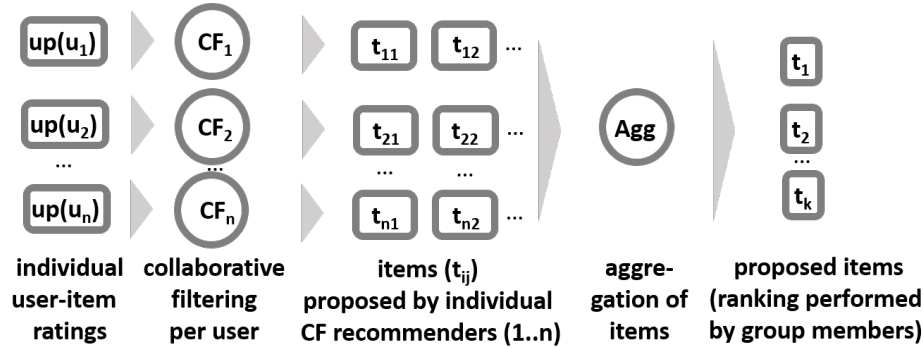 up(u1) CF1 t11 t12 ... t1
up(u2) CF2 t21 t22 ... Agg t2
... ... ... ... ...
up(un) CFn tn1 tn2 ... tk
individual collaborative items (tij) aggre- proposed items
user-item filtering proposed by individual gation of (ranking performed
ratings per user CF recommenders (1..n) items by group members)